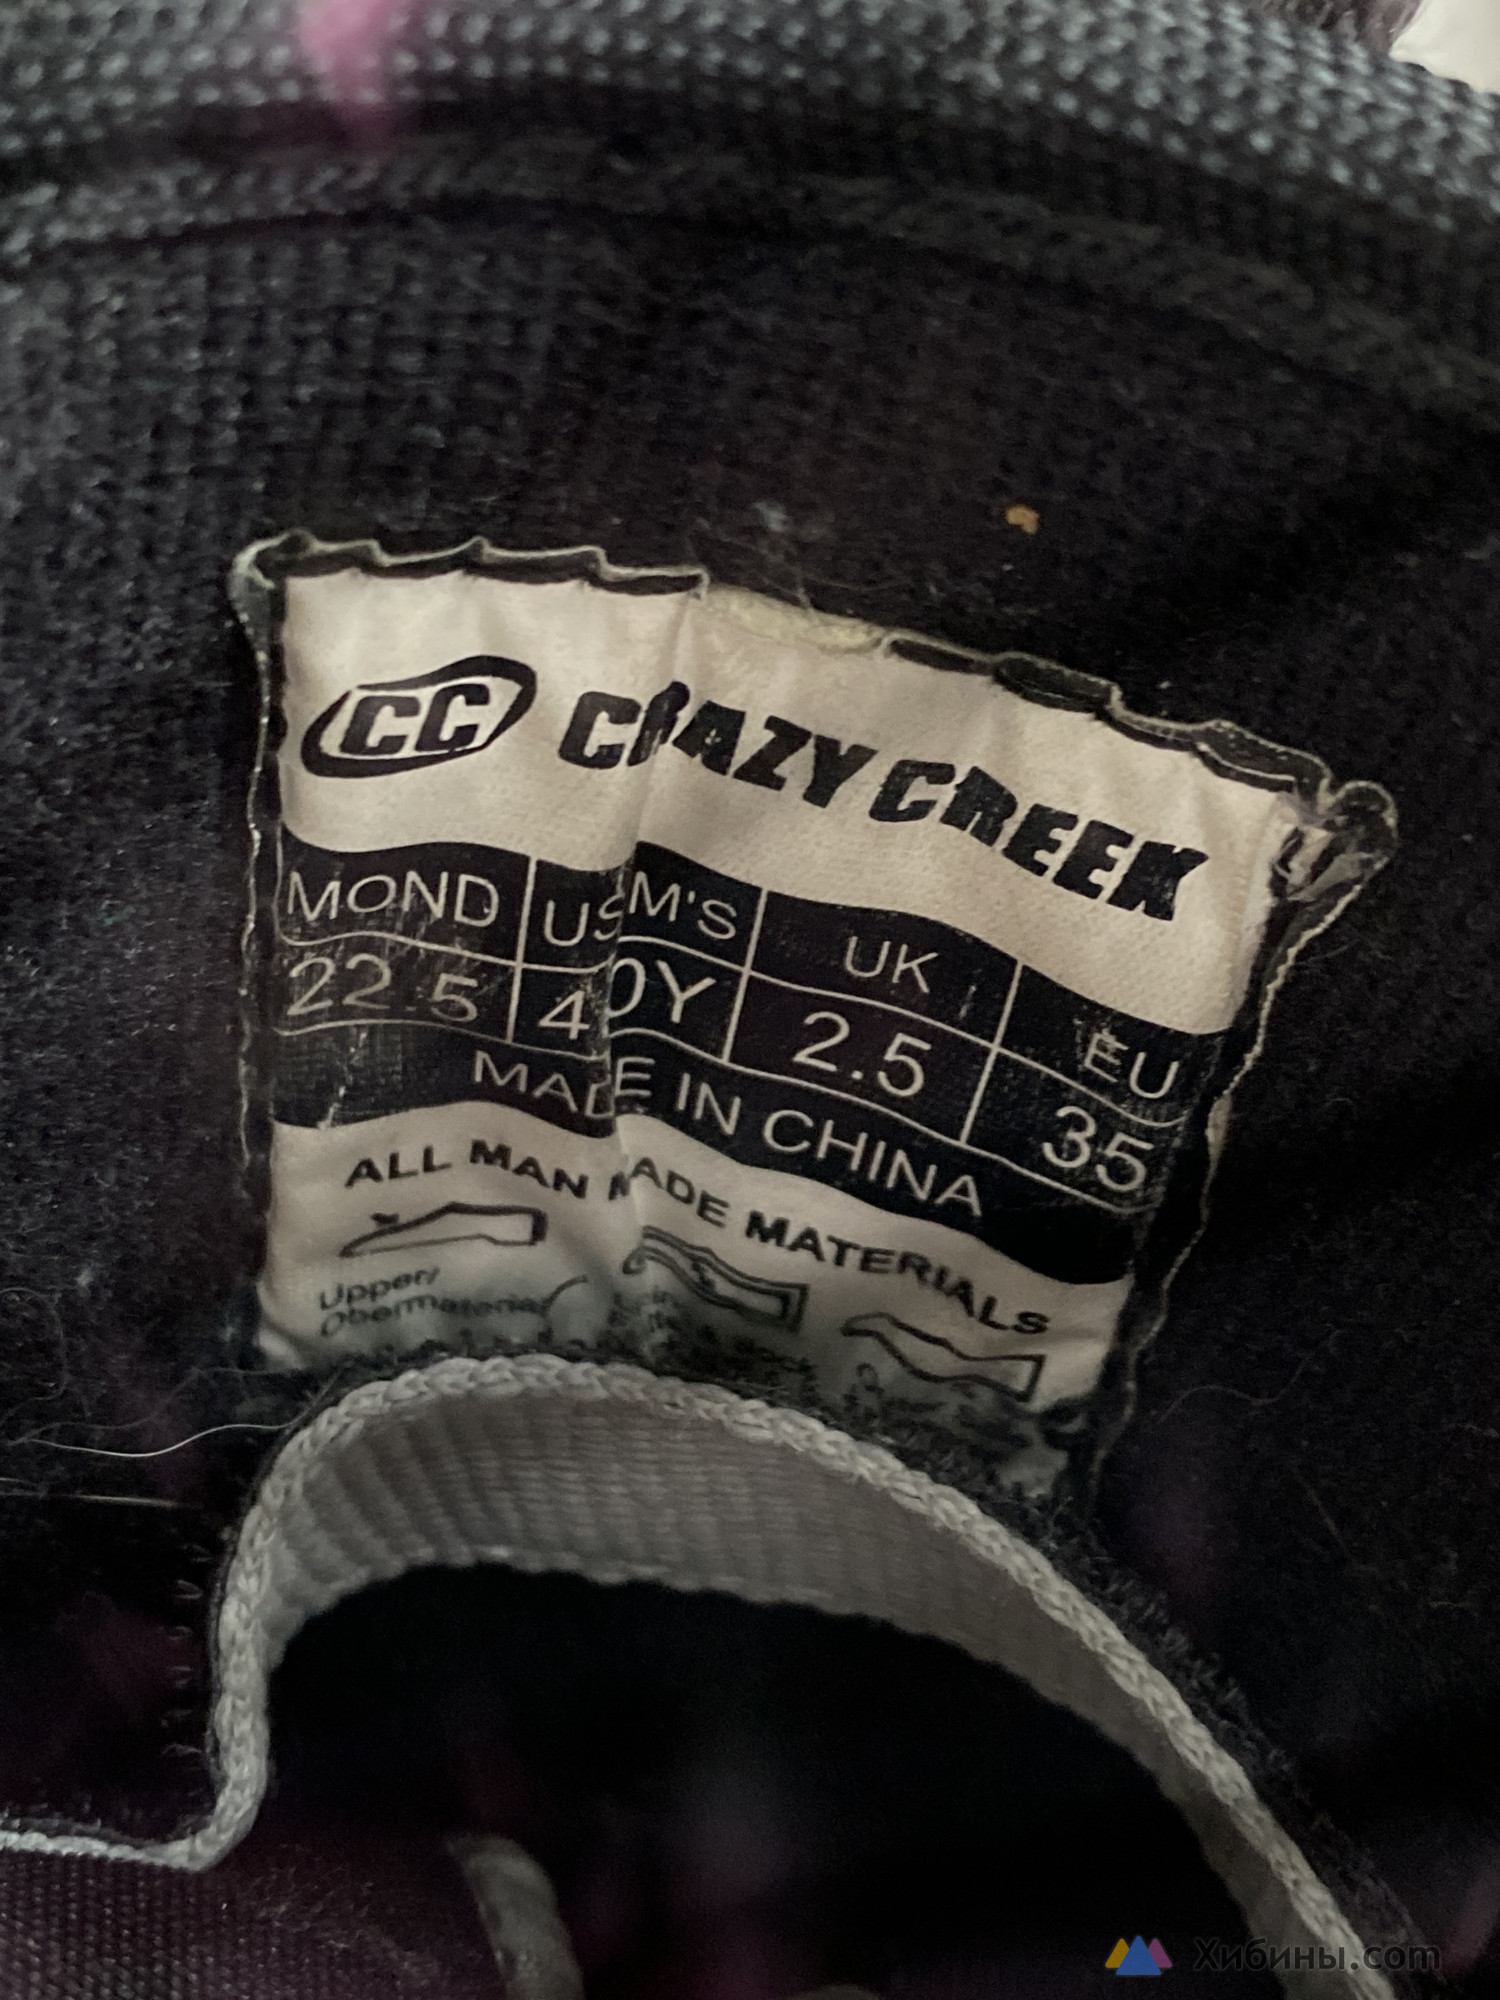 CC CRAZY CREEK
MOND US M'S UK EU
22.5 4 0Y 2.5 35
MADE IN CHINA
ALL MAN MADE MATERIALS
Upper/
Obermaterial
Хибины.com